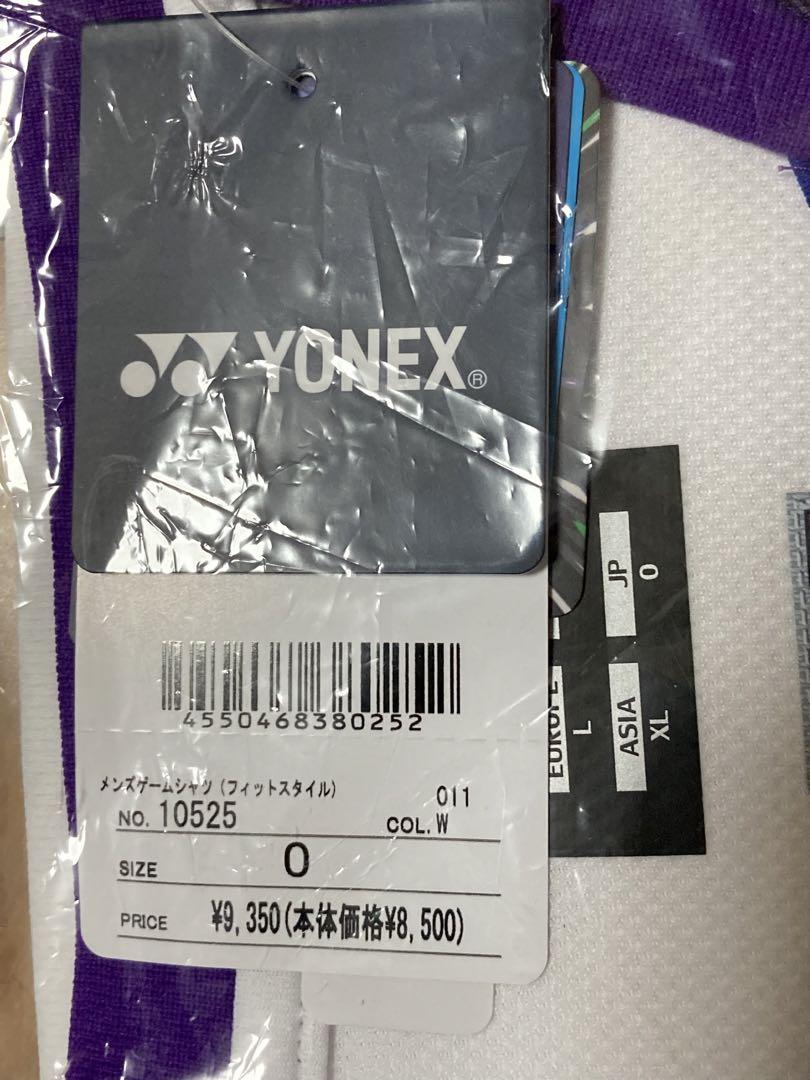 YONEX®
4550468380252
メンズゲームシャツ(フィットスタイル)
011
NO. 10525
COL. W
SIZE O
PRICE ¥9,350(本体価格¥8,500)
JP
O
ASIA
XL
EUROPE
L